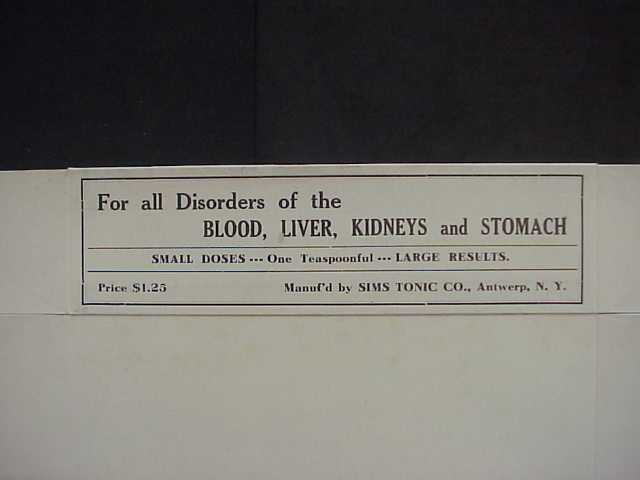 For all Disorders of the
BLOOD, LIVER, KIDNEYS and STOMACH
SMALL DOSES --- One Teaspoonful --- LARGE RESULTS.
Price $1.25 Manuf'd by SIMS TONIC CO., Antwerp, N. Y.